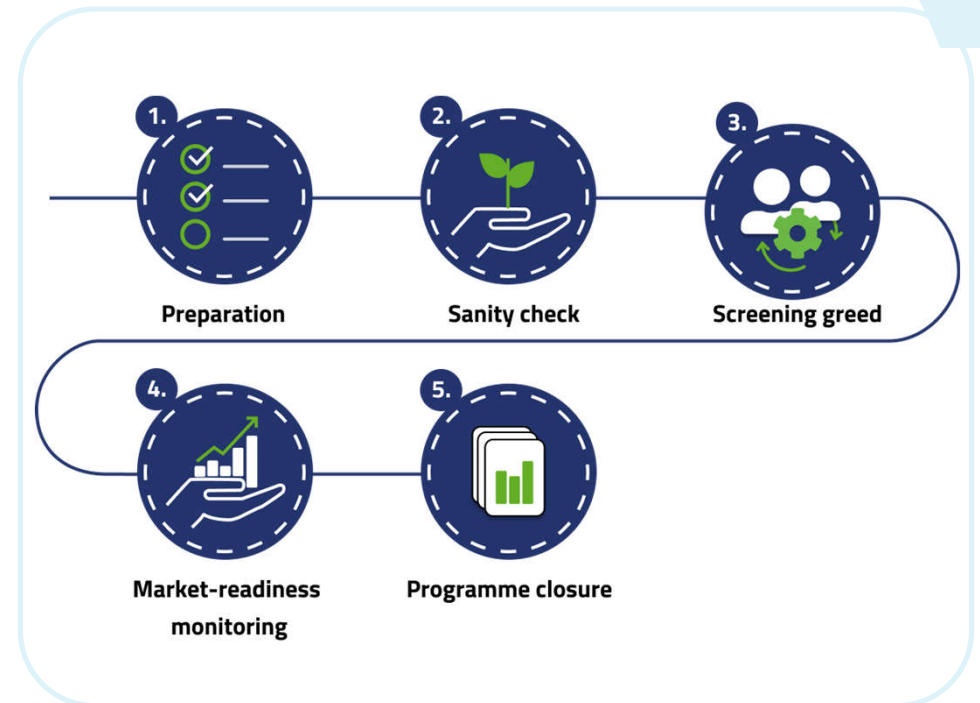 1.
Preparation
2.
Sanity check
3.
Screening greed
4.
Market-readiness
monitoring
5.
Programme closure